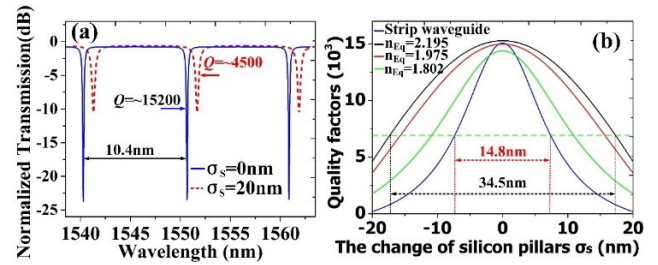 (a)
Normalized Transmission(dB)
0
-5
-10
-15
-20
-25
Q=~4500
Q=~15200
10.4nm
σs=0nm
σs=20nm
1540
1550
1560
Wavelength (nm)
(b)
Quality factors (10³)
15
10
5
0
Strip waveguide
nEq=2.195
nEq=1.975
nEq=1.802
14.8nm
34.5nm
-20
-10
0
10
20
The change of silicon pillars σs (nm)